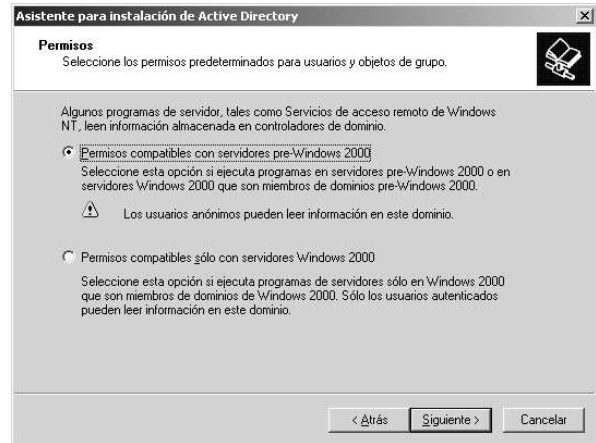 Asistente para instalación de Active Directory
Permisos
Seleccione los permisos predeterminados para usuarios y objetos de grupo.
Algunos programas de servidor, tales como Servicios de acceso remoto de Windows
NT, leen información almacenada en controladores de dominio.
Permisos compatibles con servidores pre-Windows 2000
Seleccione esta opción si ejecuta programas en servidores pre-Windows 2000 o en
servidores Windows 2000 que son miembros de dominios pre-Windows 2000.
Los usuarios anónimos pueden leer información en este dominio.
Permisos compatibles sólo con servidores Windows 2000
Seleccione esta opción si ejecuta programas de servidores sólo en Windows 2000
que son miembros de dominios de Windows 2000. Sólo los usuarios autenticados
pueden leer información en este dominio.
< Atrás
Siguiente >
Cancelar